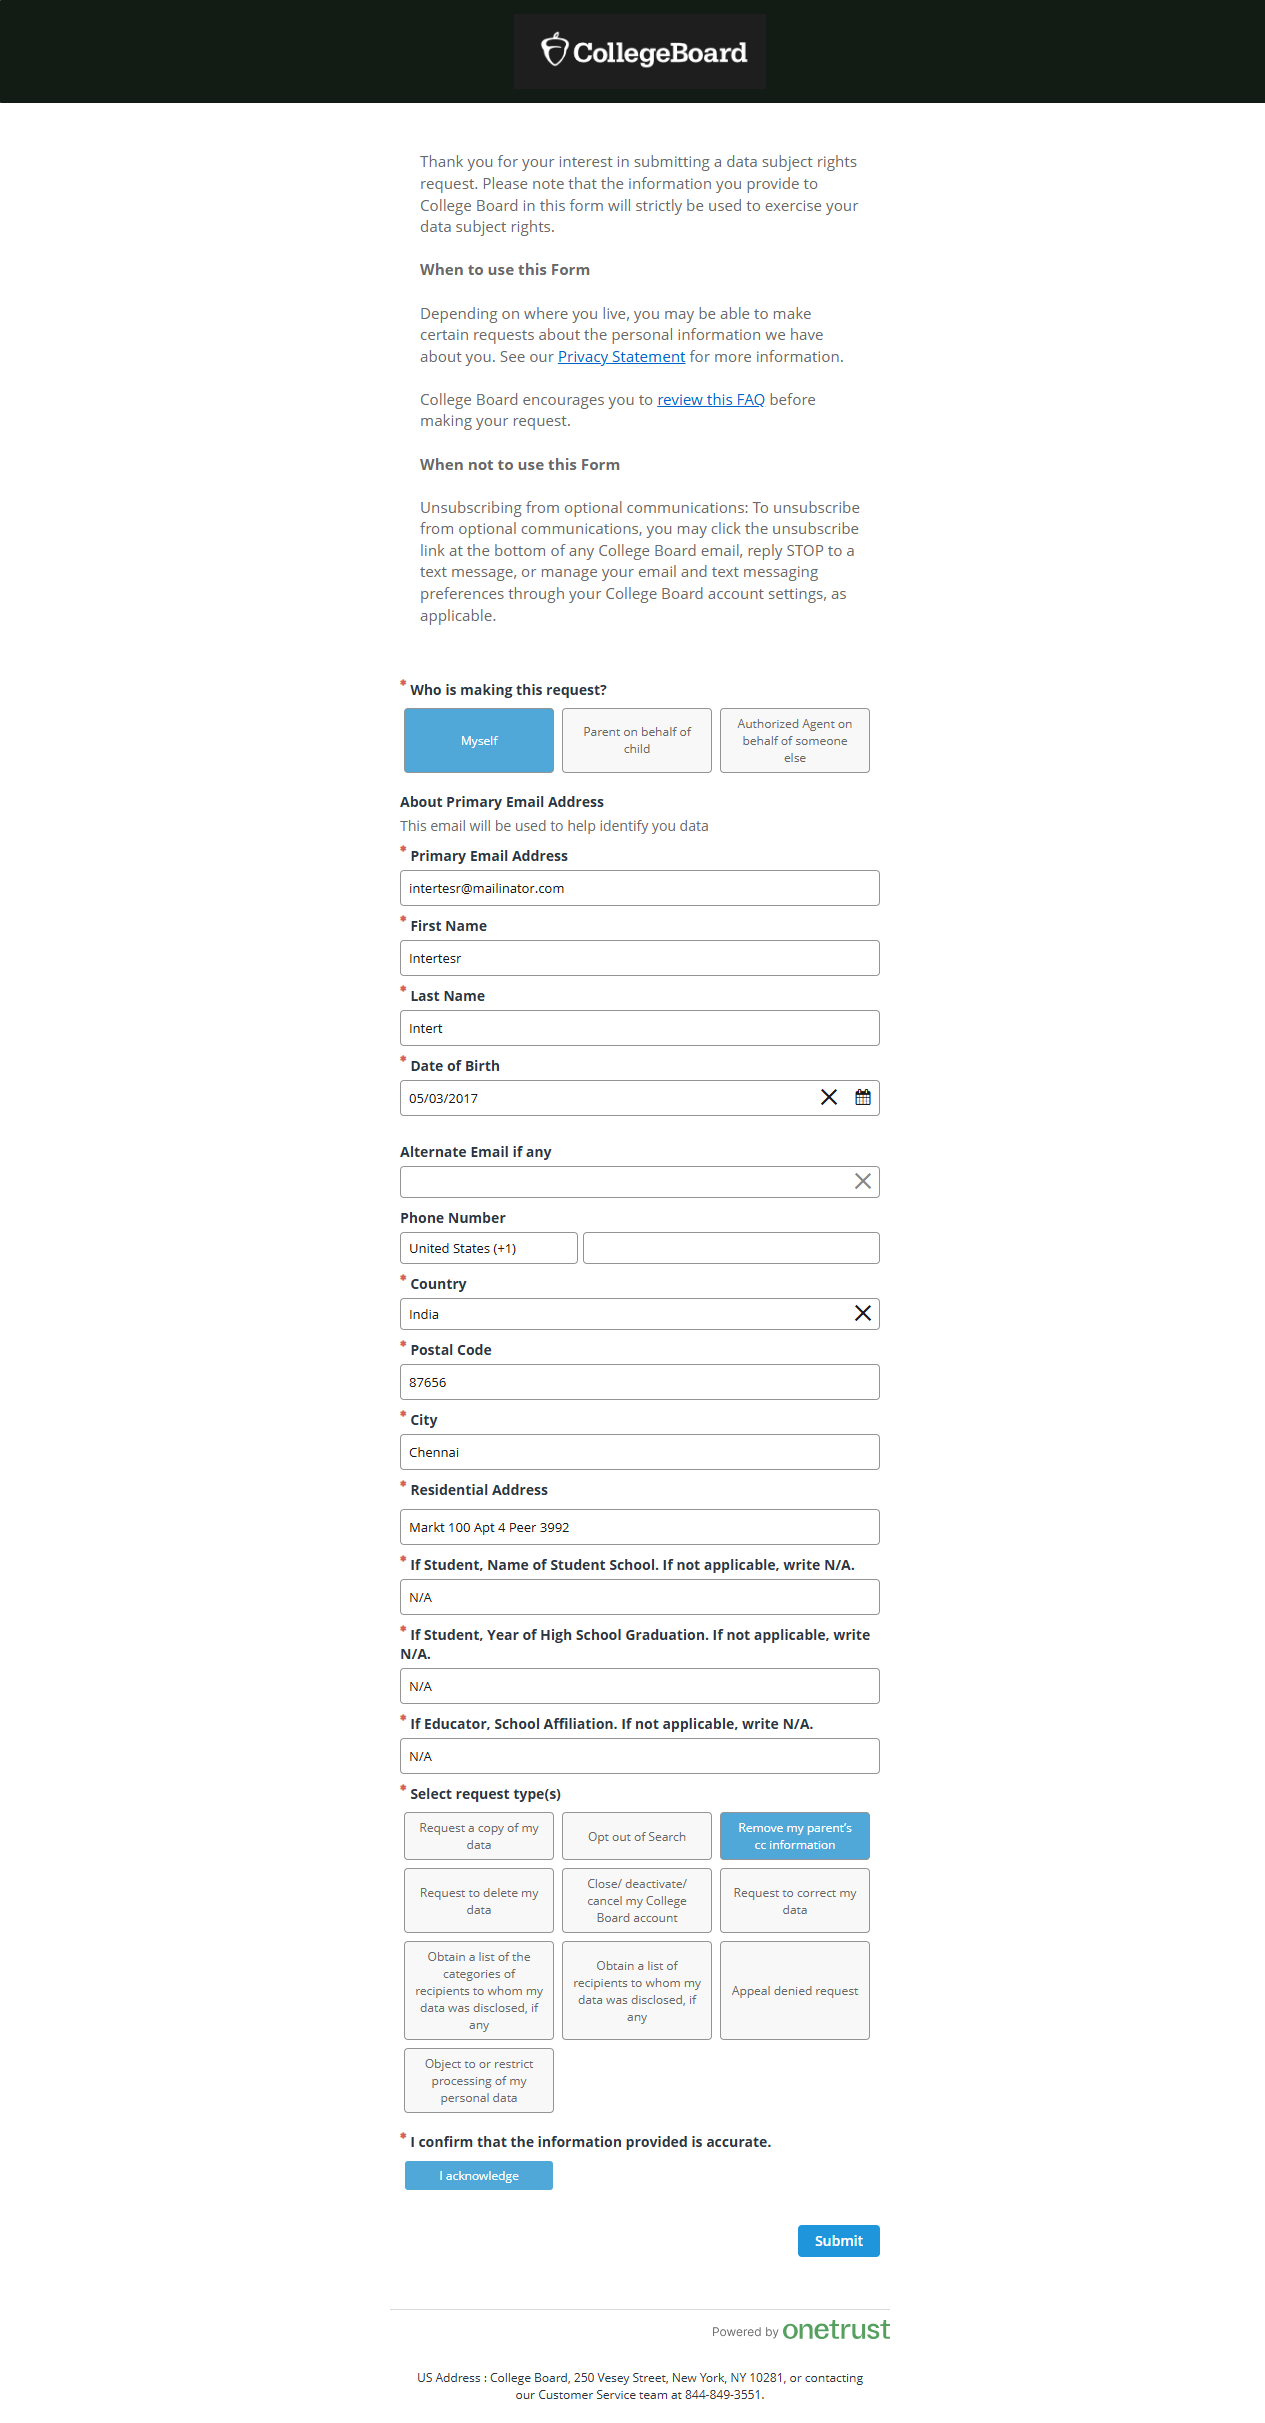 CollegeBoard
Thank you for your interest in submitting a data subject rights
request. Please note that the information you provide to
College Board in this form will strictly be used to exercise your
data subject rights.
When to use this Form
Depending on where you live, you may be able to make
certain requests about the personal information we have
about you. See our Privacy Statement for more information.
College Board encourages you to review this FAQ before
making your request.
When not to use this Form
Unsubscribing from optional communications: To unsubscribe
from optional communications, you may click the unsubscribe
link at the bottom of any College Board email, reply STOP to a
text message, or manage your email and text messaging
preferences through your College Board account settings, as
applicable.
* Who is making this request?
Myself
Parent on behalf of
child
Authorized Agent on
behalf of someone
else
About Primary Email Address
This email will be used to help identify you data
* Primary Email Address
intertesr@mailinator.com
* First Name
Intertesr
* Last Name
Intert
* Date of Birth
05/03/2017
Alternate Email if any
Phone Number
United States (+1)
* Country
India
* Postal Code
87656
* City
Chennai
* Residential Address
Markt 100 Apt 4 Peer 3992
* If Student, Name of Student School. If not applicable, write N/A.
N/A
* If Student, Year of High School Graduation. If not applicable, write
N/A.
N/A
* If Educator, School Affiliation. If not applicable, write N/A.
N/A
* Select request type(s)
Request a copy of my
data
Opt out of Search
Remove my parent's
cc information
Request to delete my
data
Close/ deactivate/
cancel my College
Board account
Request to correct my
data
Obtain a list of the
categories of
recipients to whom my
data was disclosed, if
any
Obtain a list of
recipients to whom my
data was disclosed, if
any
Appeal denied request
Object to or restrict
processing of my
personal data
* I confirm that the information provided is accurate.
I acknowledge
Submit
Powered by onetrust
US Address : College Board, 250 Vesey Street, New York, NY 10281, or contacting
our Customer Service team at 844-849-3551.